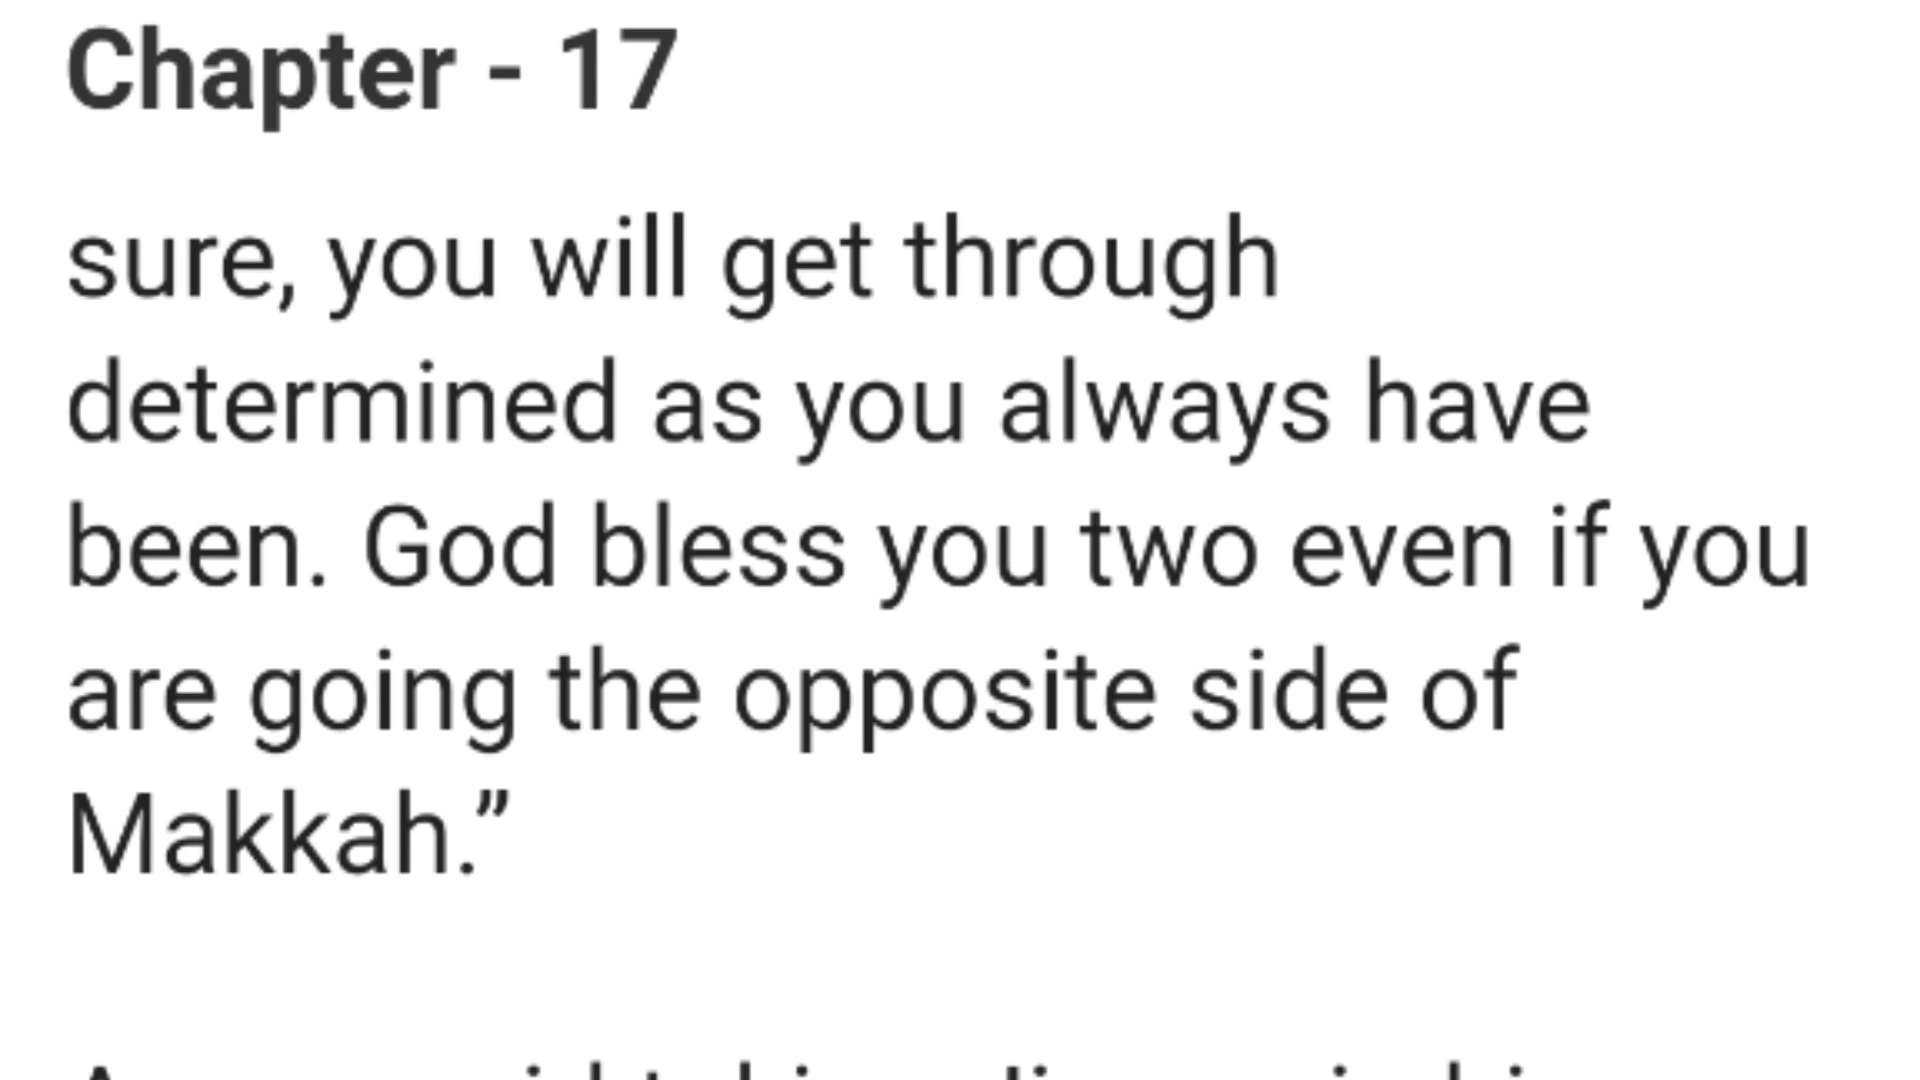 Chapter - 17
sure, you will get through
determined as you always have
been. God bless you two even if you
are going the opposite side of
Makkah.”